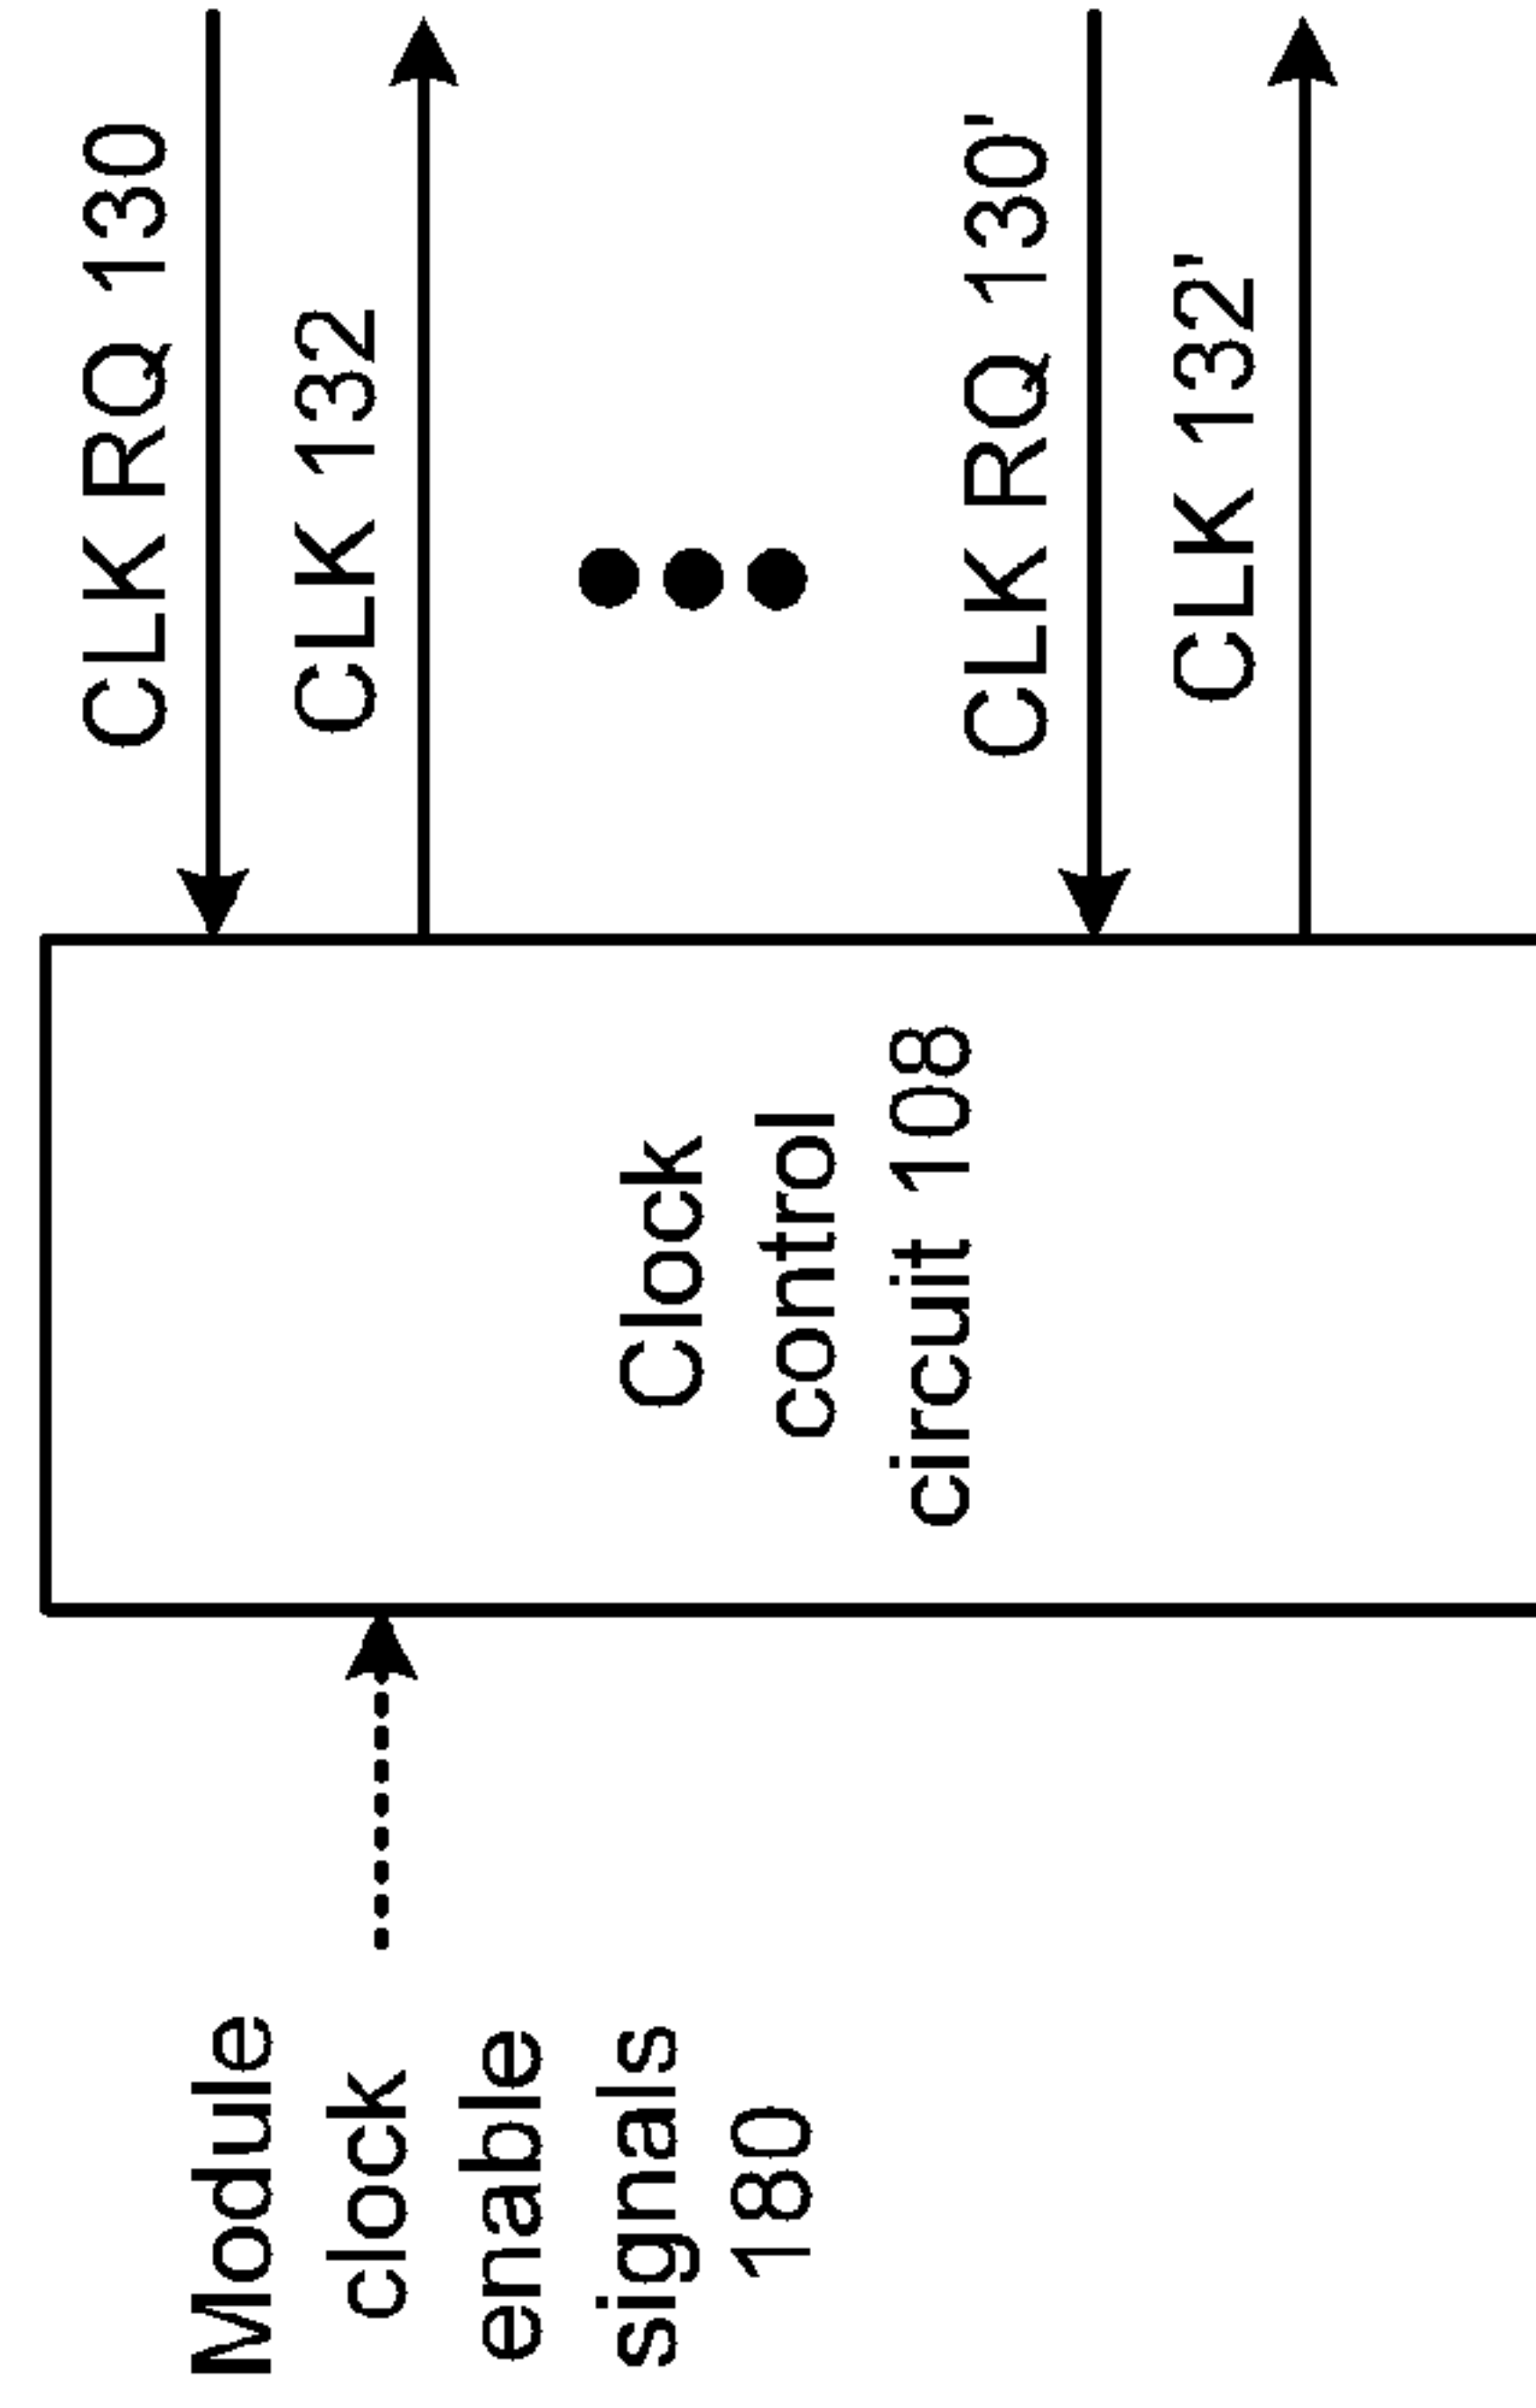 Module
clock
enable
signals
180
Clock
control
circuit 108
CLK RQ 130
CLK 132
CLK RQ 130'
CLK 132'